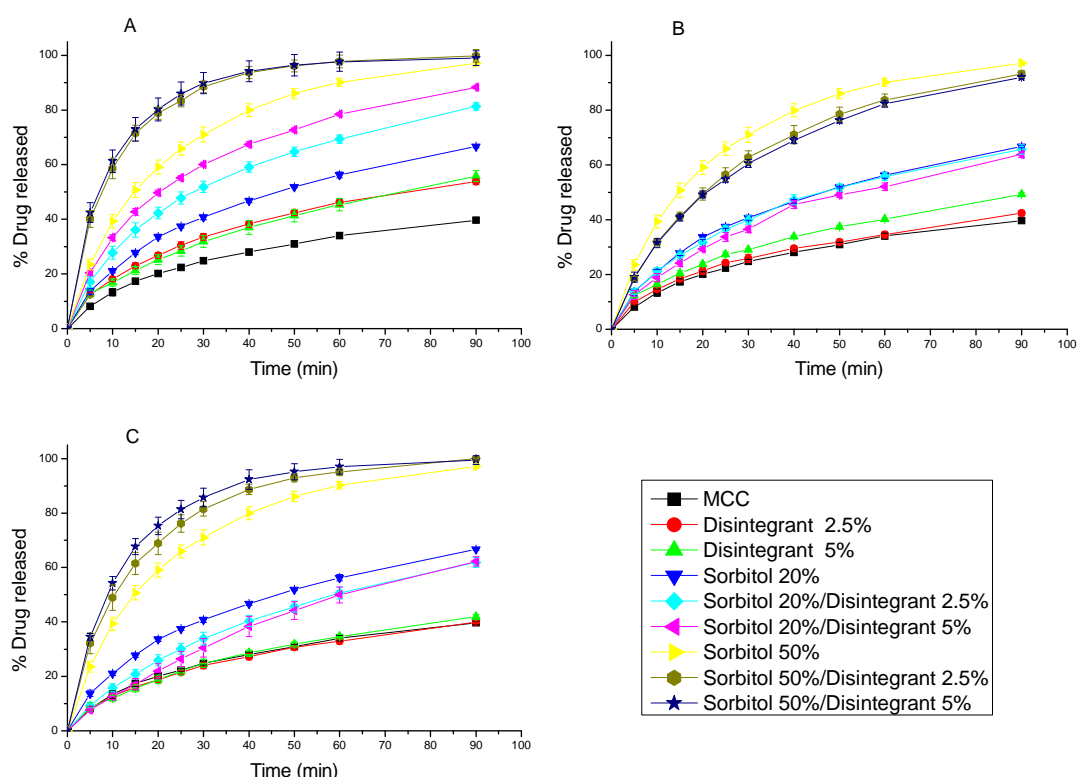 A
% Drug released
100
80
60
40
20
0
0 10 20 30 40 50 60 70 80 90 100
Time (min)
B
% Drug released
100
80
60
40
20
0
0 10 20 30 40 50 60 70 80 90 100
Time (min)
C
% Drug released
100
80
60
40
20
0
0 10 20 30 40 50 60 70 80 90 100
Time (min)
MCC
Disintegrant 2.5%
Disintegrant 5%
Sorbitol 20%
Sorbitol 20%/Disintegrant 2.5%
Sorbitol 20%/Disintegrant 5%
Sorbitol 50%
Sorbitol 50%/Disintegrant 2.5%
Sorbitol 50%/Disintegrant 5%